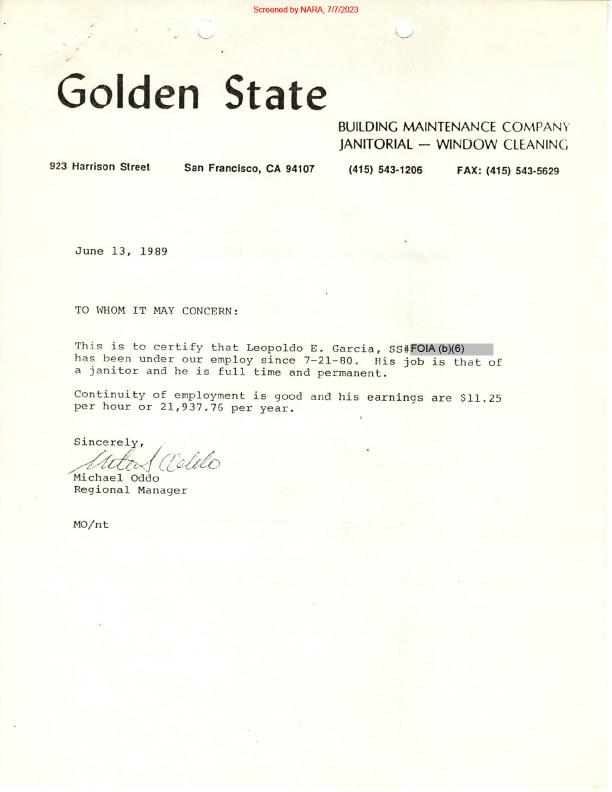 Screened by NARA, 7/7/2023
Golden State
BUILDING MAINTENANCE COMPANY
JANITORIAL — WINDOW CLEANING
923 Harrison Street San Francisco, CA 94107 (415) 543-1206 FAX: (415) 543-5629
June 13, 1989
TO WHOM IT MAY CONCERN:
This is to certify that Leopoldo E. Garcia, SS#FOIA (b)(6)
has been under our employ since 7-21-80. His job is that of
a janitor and he is full time and permanent.
Continuity of employment is good and his earnings are $11.25
per hour or 21,937.76 per year.
Sincerely,
Michael Oddo
Regional Manager
MO/nt